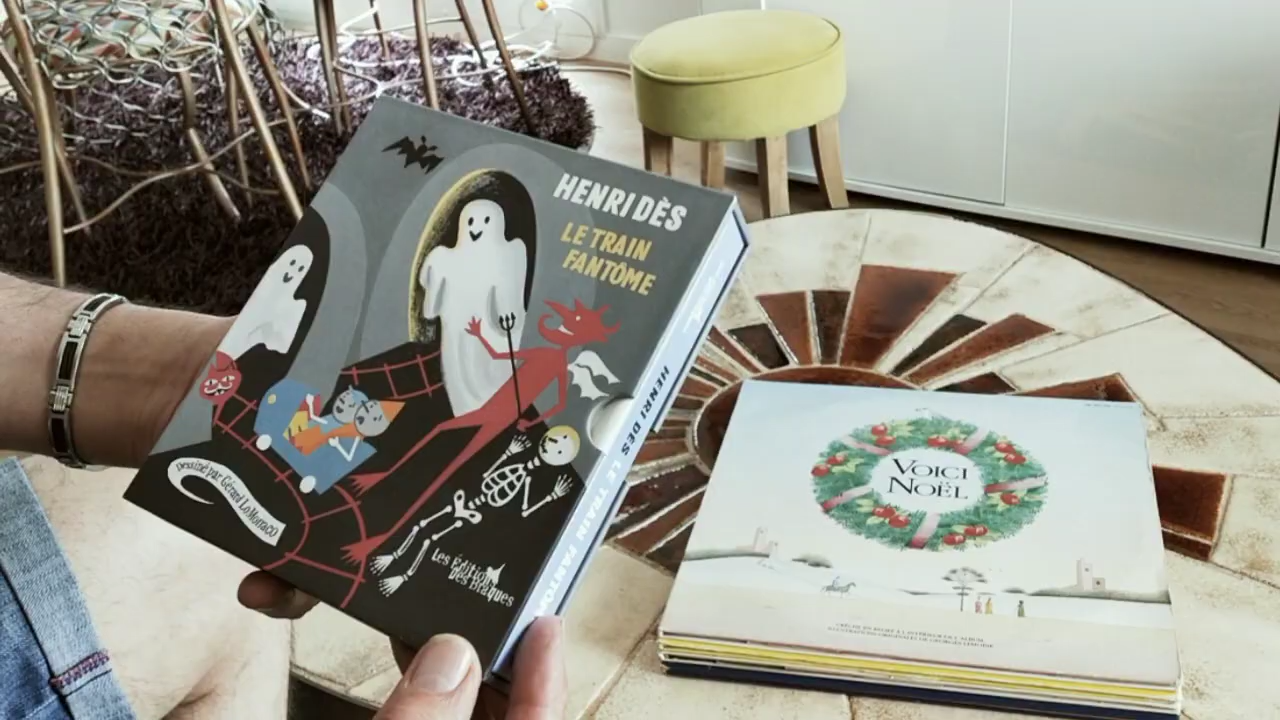 HENRI DÈS
LE TRAIN
FANTÔME
Dessiné par Gérard LoMonaco
Les Éditions
des Braques
HENRI DÈS LE TRAIN FANTÔM
VOICI
NOËL